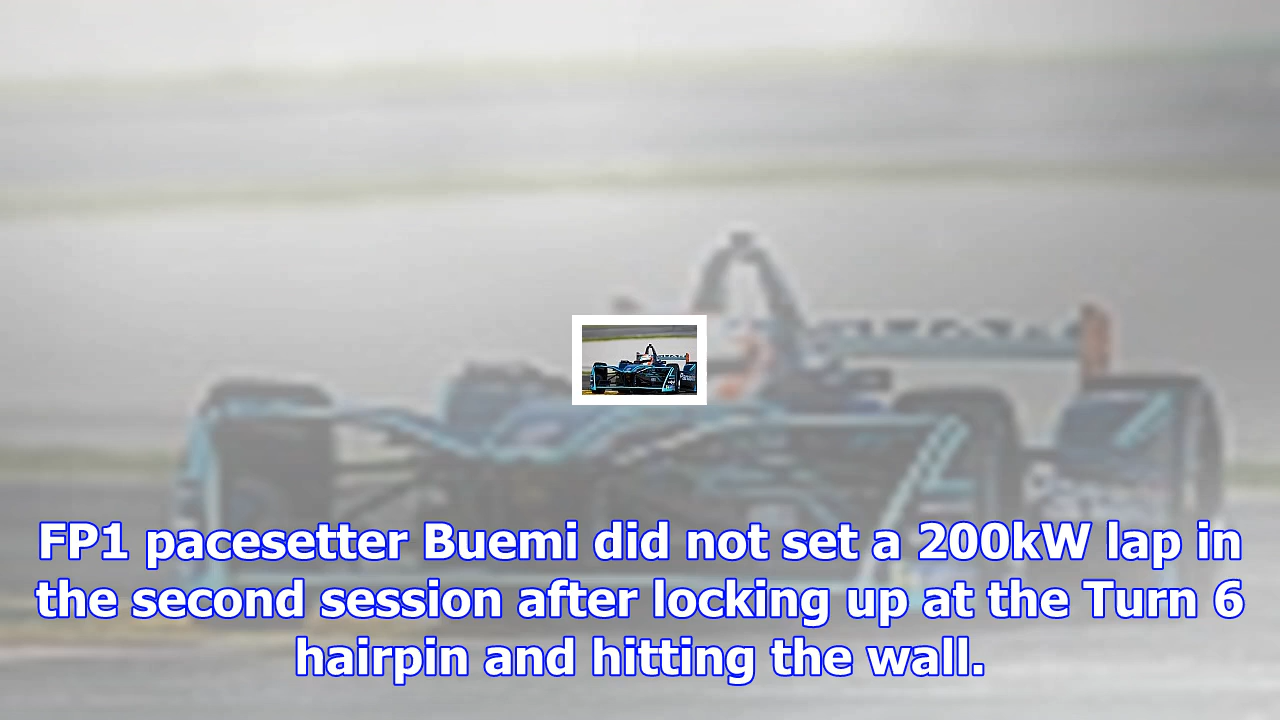 FP1 pacesetter Buemi did not set a 200kW lap in
the second session after locking up at the Turn 6
hairpin and hitting the wall.